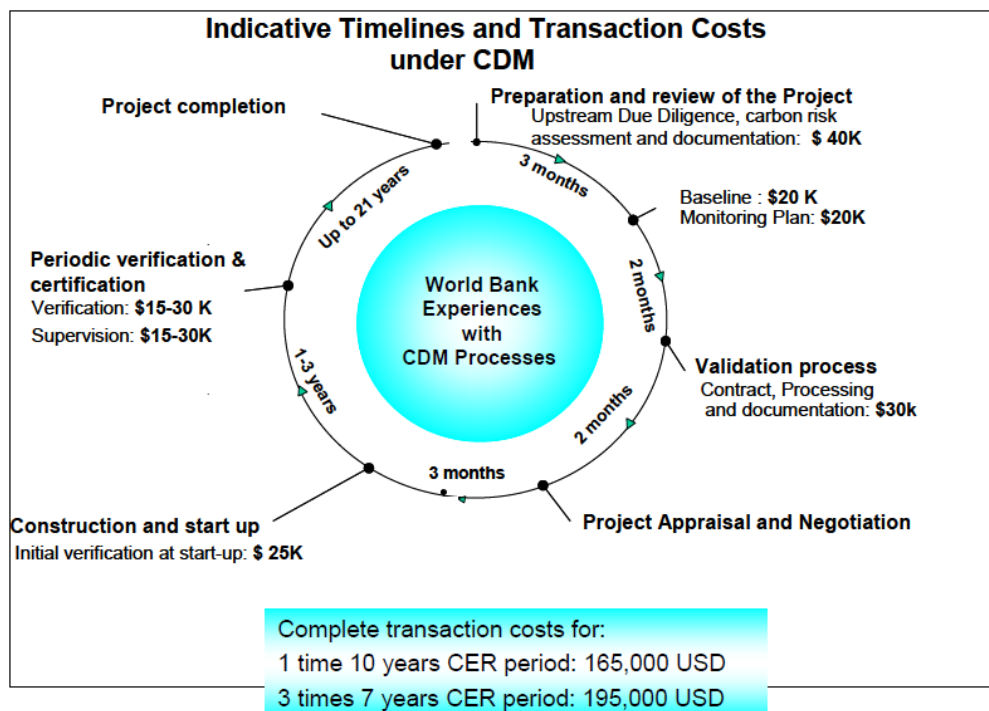 Indicative Timelines and Transaction Costs
under CDM
Project completion
Preparation and review of the Project
Upstream Due Diligence, carbon risk
assessment and documentation: $ 40K
3 months
Baseline : $20 K
Monitoring Plan: $20K
2 months
Validation process
Contract, Processing
and documentation: $30k
2 months
Project Appraisal and Negotiation
3 months
Construction and start up
Initial verification at start-up: $ 25K
1-3 years
Periodic verification &
certification
Verification: $15-30 K
Supervision: $15-30K
Up to 21 years
World Bank
Experiences
with
CDM Processes
Complete transaction costs for:
1 time 10 years CER period: 165,000 USD
3 times 7 years CER period: 195,000 USD